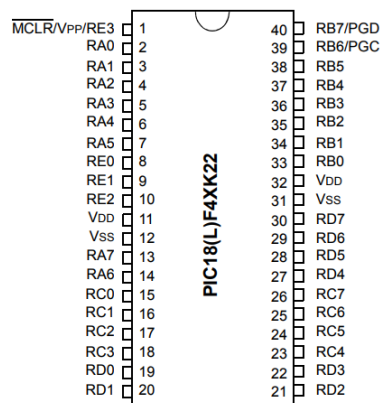 MCLR/VPP/RE3 1 40 RB7/PGD
RA0 2 39 RB6/PGC
RA1 3 38 RB5
RA2 4 37 RB4
RA3 5 36 RB3
RA4 6 35 RB2
RA5 7 34 RB1
RE0 8 33 RB0
RE1 9 32 VDD
RE2 10 31 VSS
VDD 11 30 RD7
VSS 12 29 RD6
RA7 13 28 RD5
RA6 14 27 RD4
RC0 15 26 RC7
RC1 16 25 RC6
RC2 17 24 RC5
RC3 18 23 RC4
RD0 19 22 RD3
RD1 20 21 RD2
PIC18(L)F4XK22